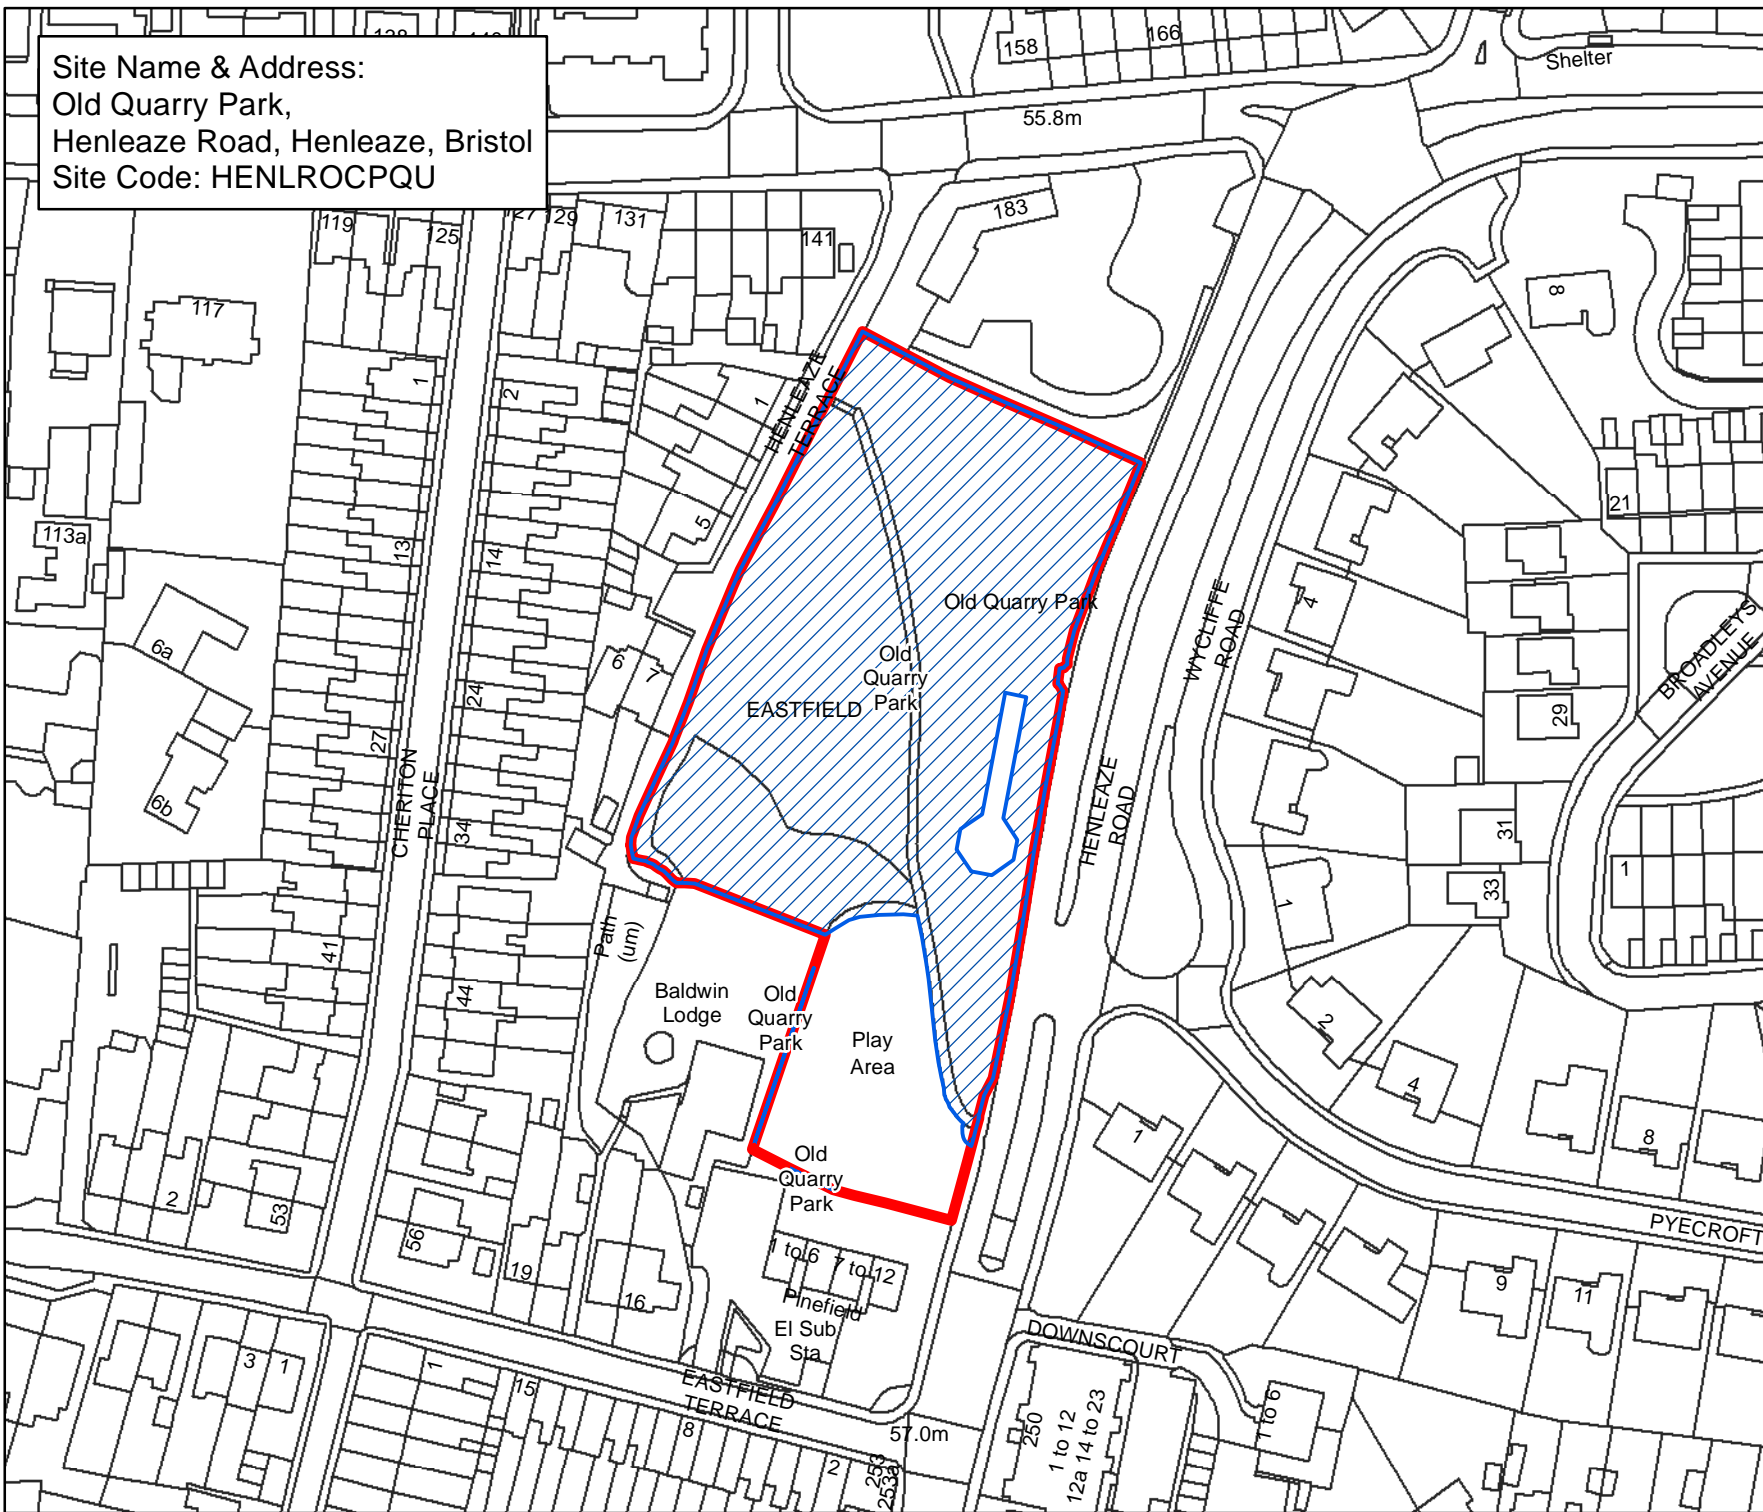 Site Name & Address:
Old Quarry Park,
Henleaze Road, Henleaze, Bristol
Site Code: HENLROCPQU
158
166
Shelter
55.8m
183
119
125
129
131
141
117
8
1
2
1
HENLEAZE
TERRACE
5
21
113a
13
14
Old Quarry Park
WYCLIFFE
ROAD
4
BROADLEYS
AVENUE
6a
6
7
Old
Quarry
Park
EASTFIELD
24
29
27
6b
CHERITON
PLACE
34
HENLEAZE
ROAD
31
33
1
1
41
44
Path
(um)
Baldwin
Lodge
Old
Quarry
Park
Play
Area
2
4
1
8
Old
Quarry
Park
2
53
56
19
16
1 to 6
7 to 12
Pinefield
El Sub
Sta
PYECROFT
9
11
DOWNSCOURT
3
1
1
15
EASTFIELD
TERRACE
8
57.0m
2
253
253a
250
1 to 12
12a 14 to 23
1 to 6